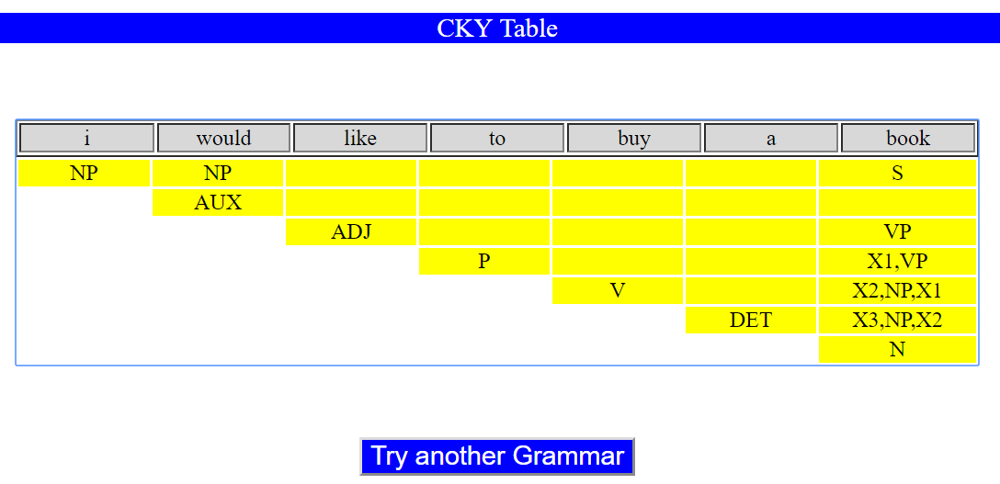 CKY Table
i would like to buy a book
NP NP S
AUX
ADJ VP
P X1,VP
V X2,NP,X1
DET X3,NP,X2
N
Try another Grammar